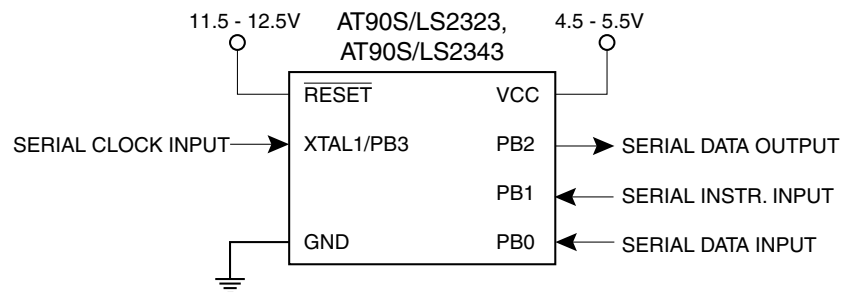 11.5 - 12.5V
AT90S/LS2323,
AT90S/LS2343
4.5 - 5.5V
RESET
VCC
SERIAL CLOCK INPUT
XTAL1/PB3
PB2
SERIAL DATA OUTPUT
PB1
SERIAL INSTR. INPUT
GND
PB0
SERIAL DATA INPUT